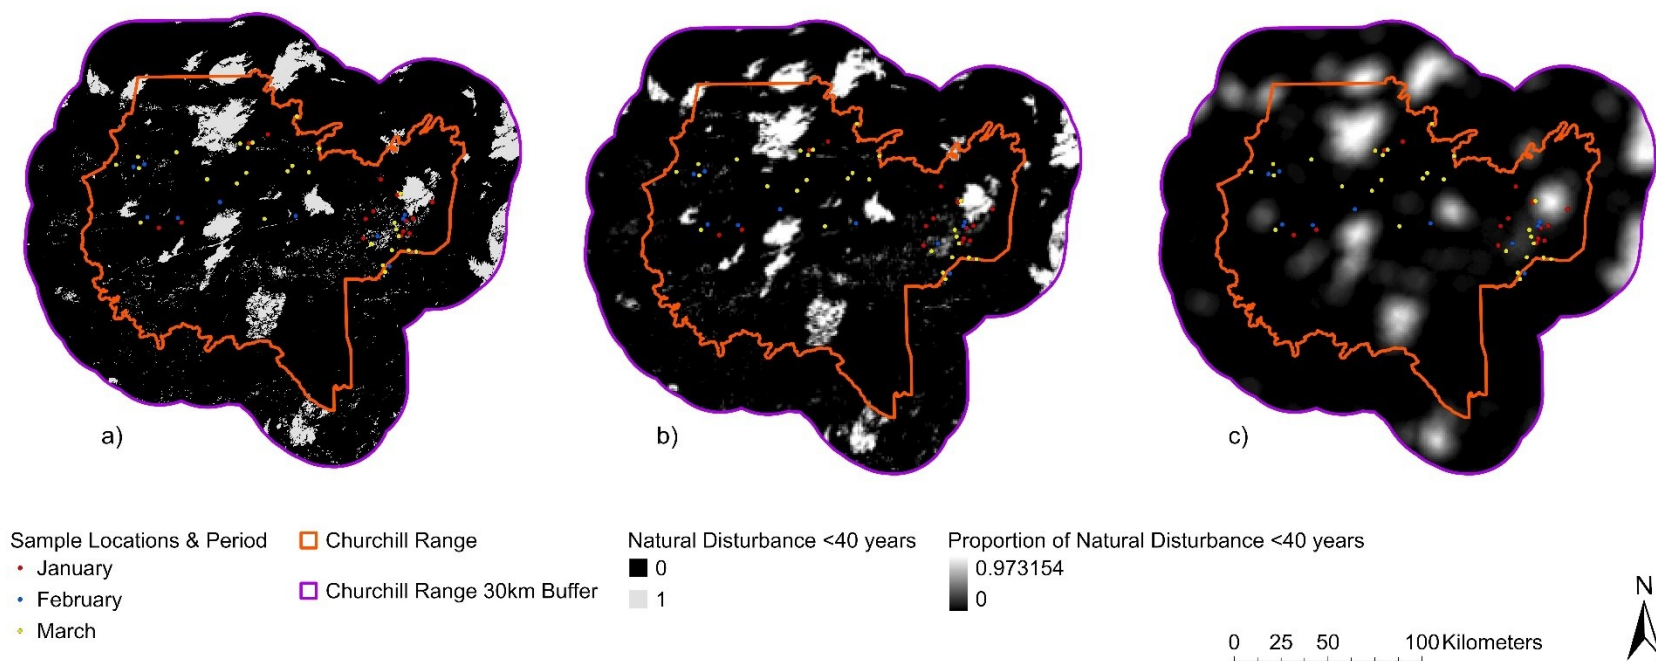 a)
b)
c)
Sample Locations & Period
January
February
March
Churchill Range
Churchill Range 30km Buffer
Natural Disturbance <40 years
0
1
Proportion of Natural Disturbance <40 years
0.973154
0
0 25 50 100 Kilometers
N